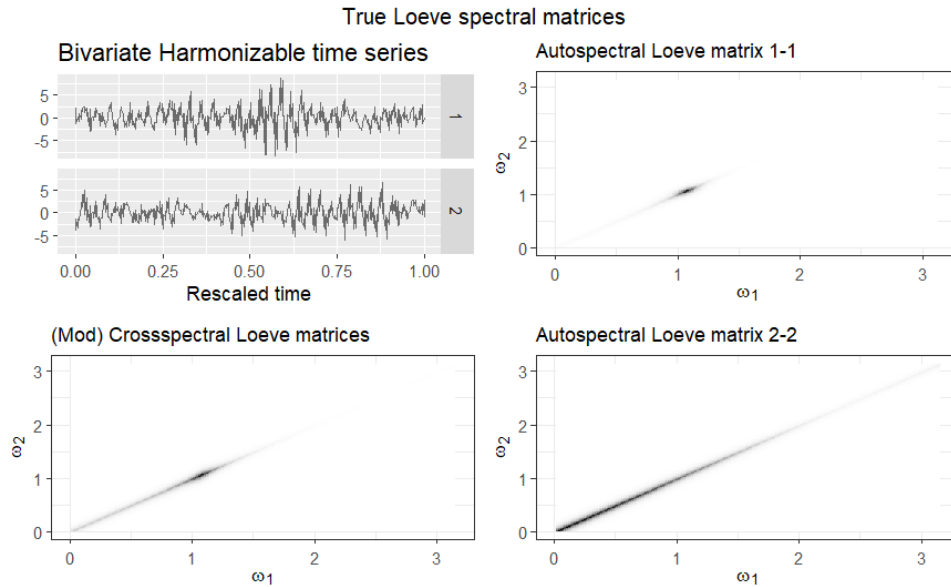 True Loeve spectral matrices
Bivariate Harmonizable time series
5
0
-5
1
5
0
-5
2
0.00 0.25 0.50 0.75 1.00
Rescaled time
Autospectral Loeve matrix 1-1
3
2
1
0
ω2
0 1 2 3
ω1
(Mod) Crossspectral Loeve matrices
3
2
1
0
ω2
0 1 2 3
ω1
Autospectral Loeve matrix 2-2
3
2
1
0
ω2
0 1 2 3
ω1